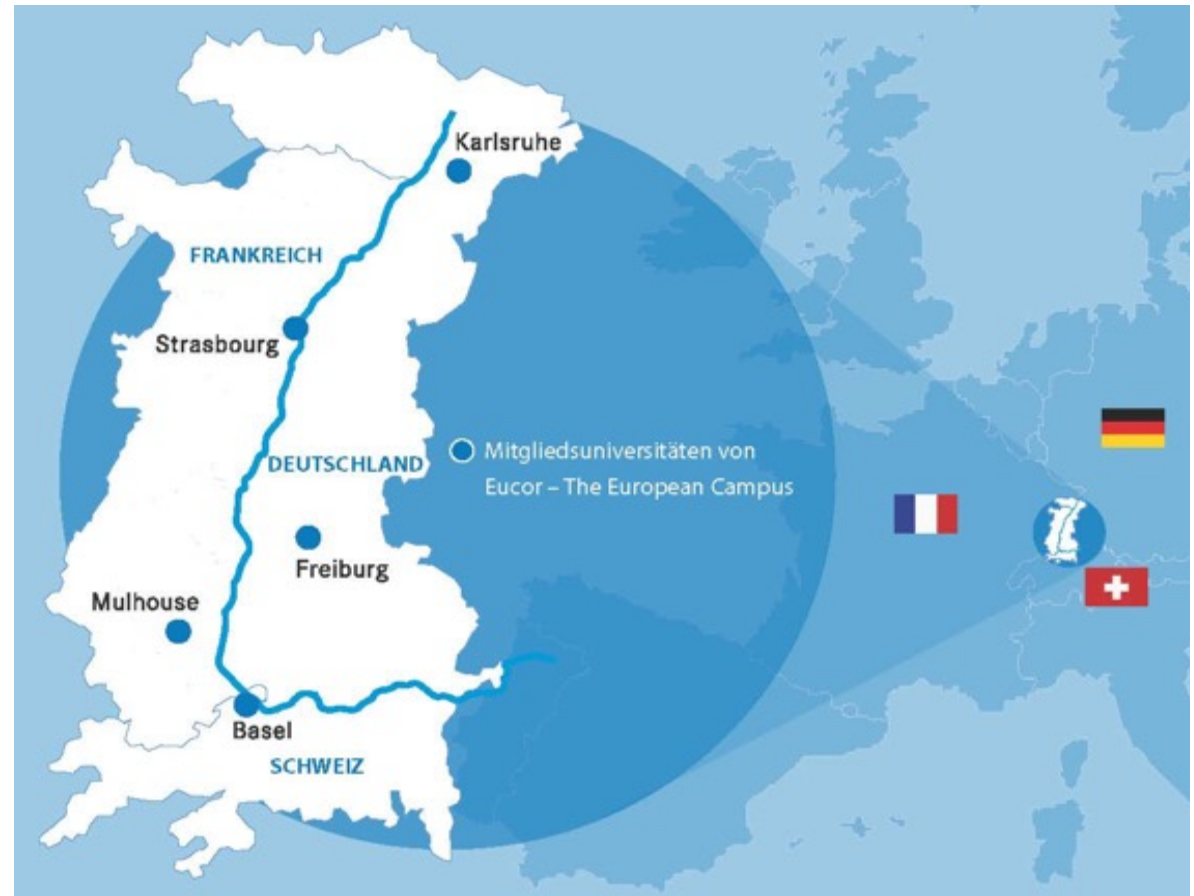 Karlsruhe
FRANKREICH
Strasbourg
DEUTSCHLAND
Mitgliedsuniversitäten von
Eucor – The European Campus
Freiburg
Mulhouse
Basel
SCHWEIZ